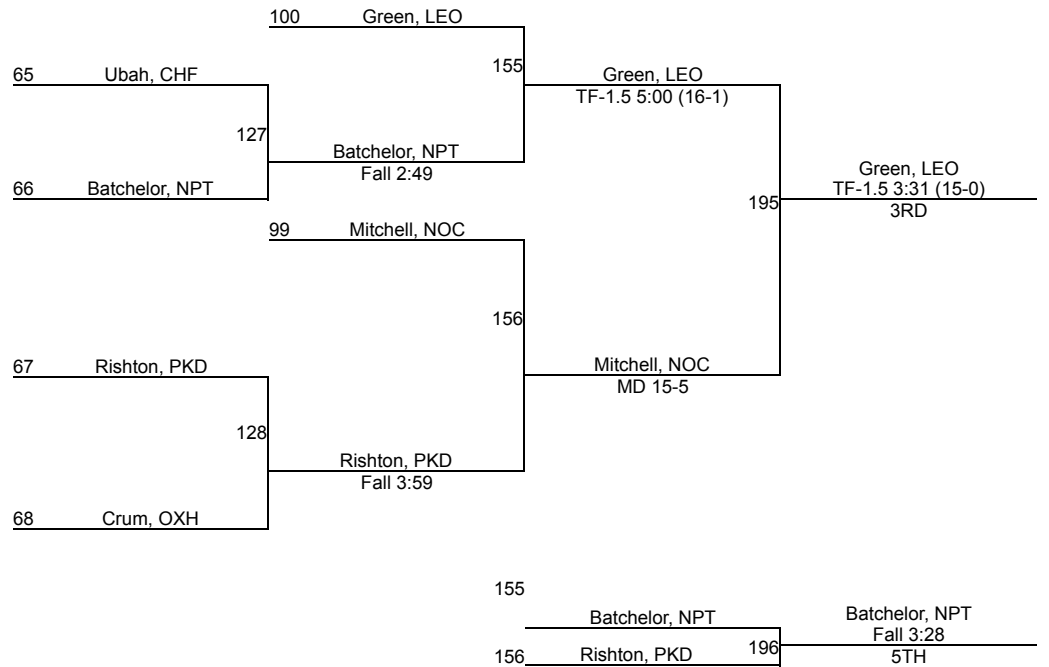 100 Green, LEO
155
65 Ubah, CHF
Green, LEO
TF-1.5 5:00 (16-1)
127
Batchelor, NPT
Fall 2:49
66 Batchelor, NPT
Green, LEO
TF-1.5 3:31 (15-0)
195
3RD
99 Mitchell, NOC
156
67 Rishton, PKD
Mitchell, NOC
MD 15-5
128
Rishton, PKD
Fall 3:59
68 Crum, OXH
155
Batchelor, NPT
Batchelor, NPT
Fall 3:28
196
156 Rishton, PKD
5TH